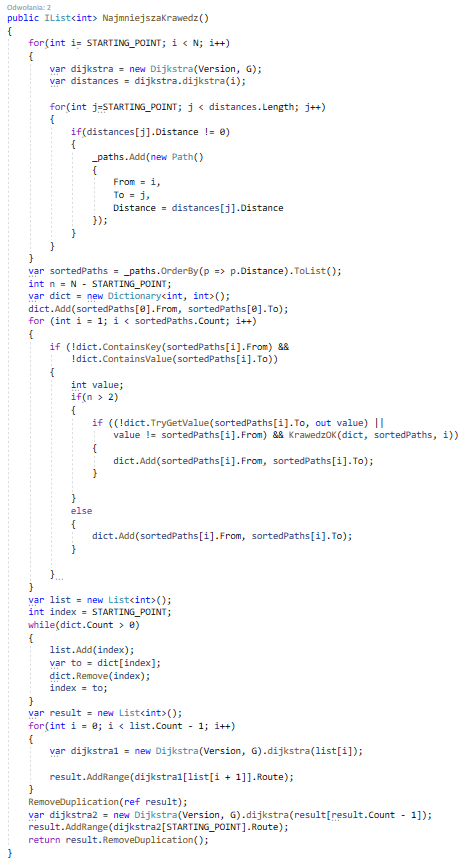 Odwołania: 2
public IList<int> NajmniejszaKrawedz()
{
    for(int i= STARTING_POINT; i < N; i++)
    {
        var dijkstra = new Dijkstra(Version, G);
        var distances = dijkstra.dijkstra(i);

        for(int j=STARTING_POINT; j < distances.Length; j++)
        {
            if(distances[j].Distance != 0)
            {
                _paths.Add(new Path()
                {
                    From = i,
                    To = j,
                    Distance = distances[j].Distance
                });
            }
        }
    }
    var sortedPaths = _paths.OrderBy(p => p.Distance).ToList();
    int n = N - STARTING_POINT;
    var dict = new Dictionary<int, int>();
    dict.Add(sortedPaths[0].From, sortedPaths[0].To);
    for (int i = 1; i < sortedPaths.Count; i++)
    {
        if (!dict.ContainsKey(sortedPaths[i].From) &&
            !dict.ContainsValue(sortedPaths[i].To))
        {
            int value;
            if(n > 2)
            {
                if ((!dict.TryGetValue(sortedPaths[i].To, out value) ||
                    value != sortedPaths[i].From) && KrawedzOK(dict, sortedPaths, i))
                {
                    dict.Add(sortedPaths[i].From, sortedPaths[i].To);
                }

            }
            else
            {
                dict.Add(sortedPaths[i].From, sortedPaths[i].To);
            }

        }
    }
    var list = new List<int>();
    int index = STARTING_POINT;
    while(dict.Count > 0)
    {
        list.Add(index);
        var to = dict[index];
        dict.Remove(index);
        index = to;
    }
    var result = new List<int>();
    for(int i = 0; i < list.Count - 1; i++)
    {
        var dijkstra1 = new Dijkstra(Version, G).dijkstra(list[i]);

        result.AddRange(dijkstra1[list[i + 1]].Route);
    }
    RemoveDuplication(ref result);
    var dijkstra2 = new Dijkstra(Version, G).dijkstra(result[result.Count - 1]);
    result.AddRange(dijkstra2[STARTING_POINT].Route);
    return result.RemoveDuplication();
}